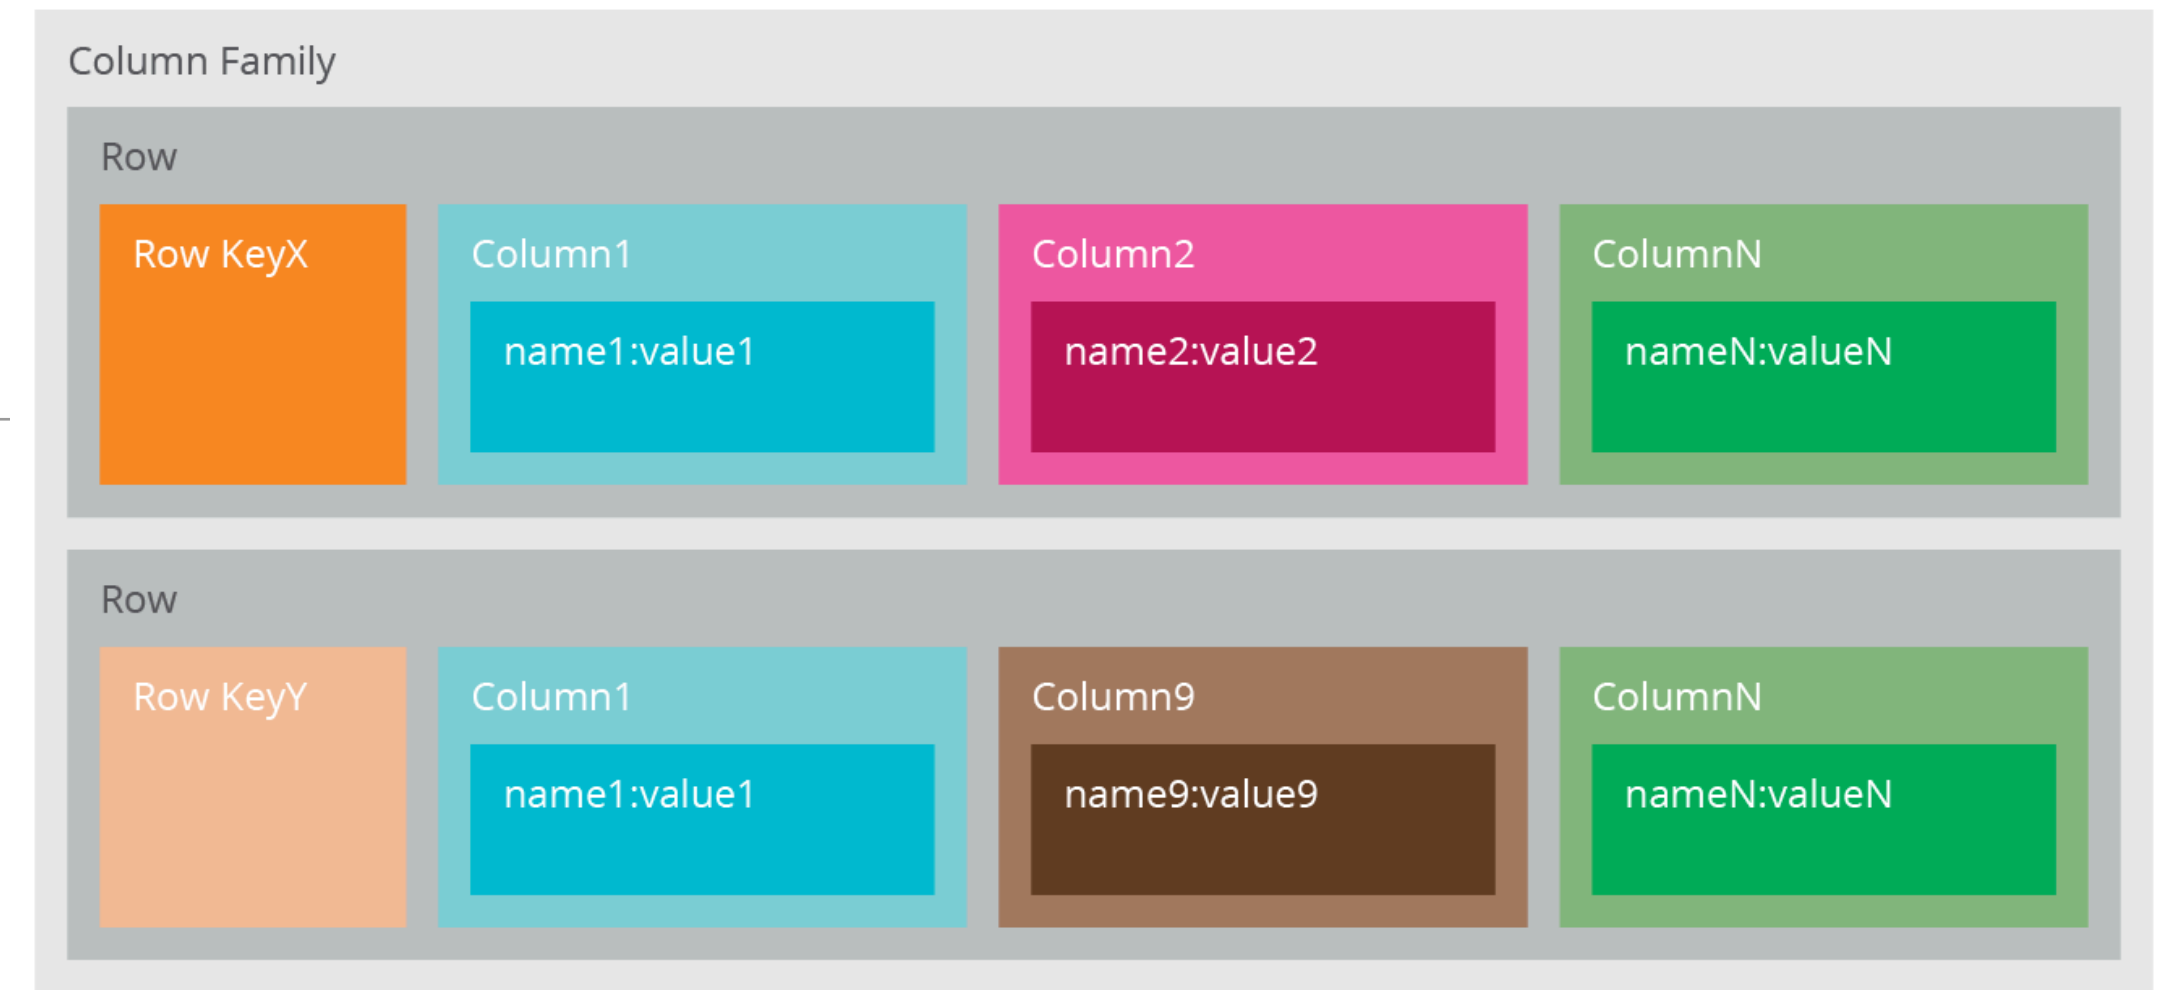 Column Family
Row
Row KeyX
Column1
name1:value1
Column2
name2:value2
ColumnN
nameN:valueN
Row
Row KeyY
Column1
name1:value1
Column9
name9:value9
ColumnN
nameN:valueN